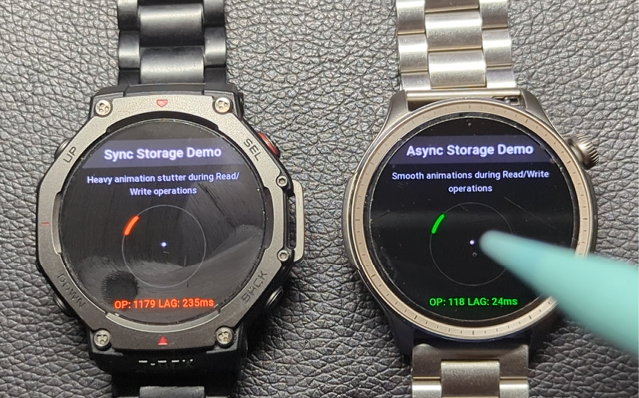 Sync Storage Demo
Heavy animation stutter during Read/
Write operations
OP: 1179 LAG: 235ms
UP
SEL
BACK
Async Storage Demo
Smooth animations during Read/Write
operations
OP: 118 LAG: 24ms